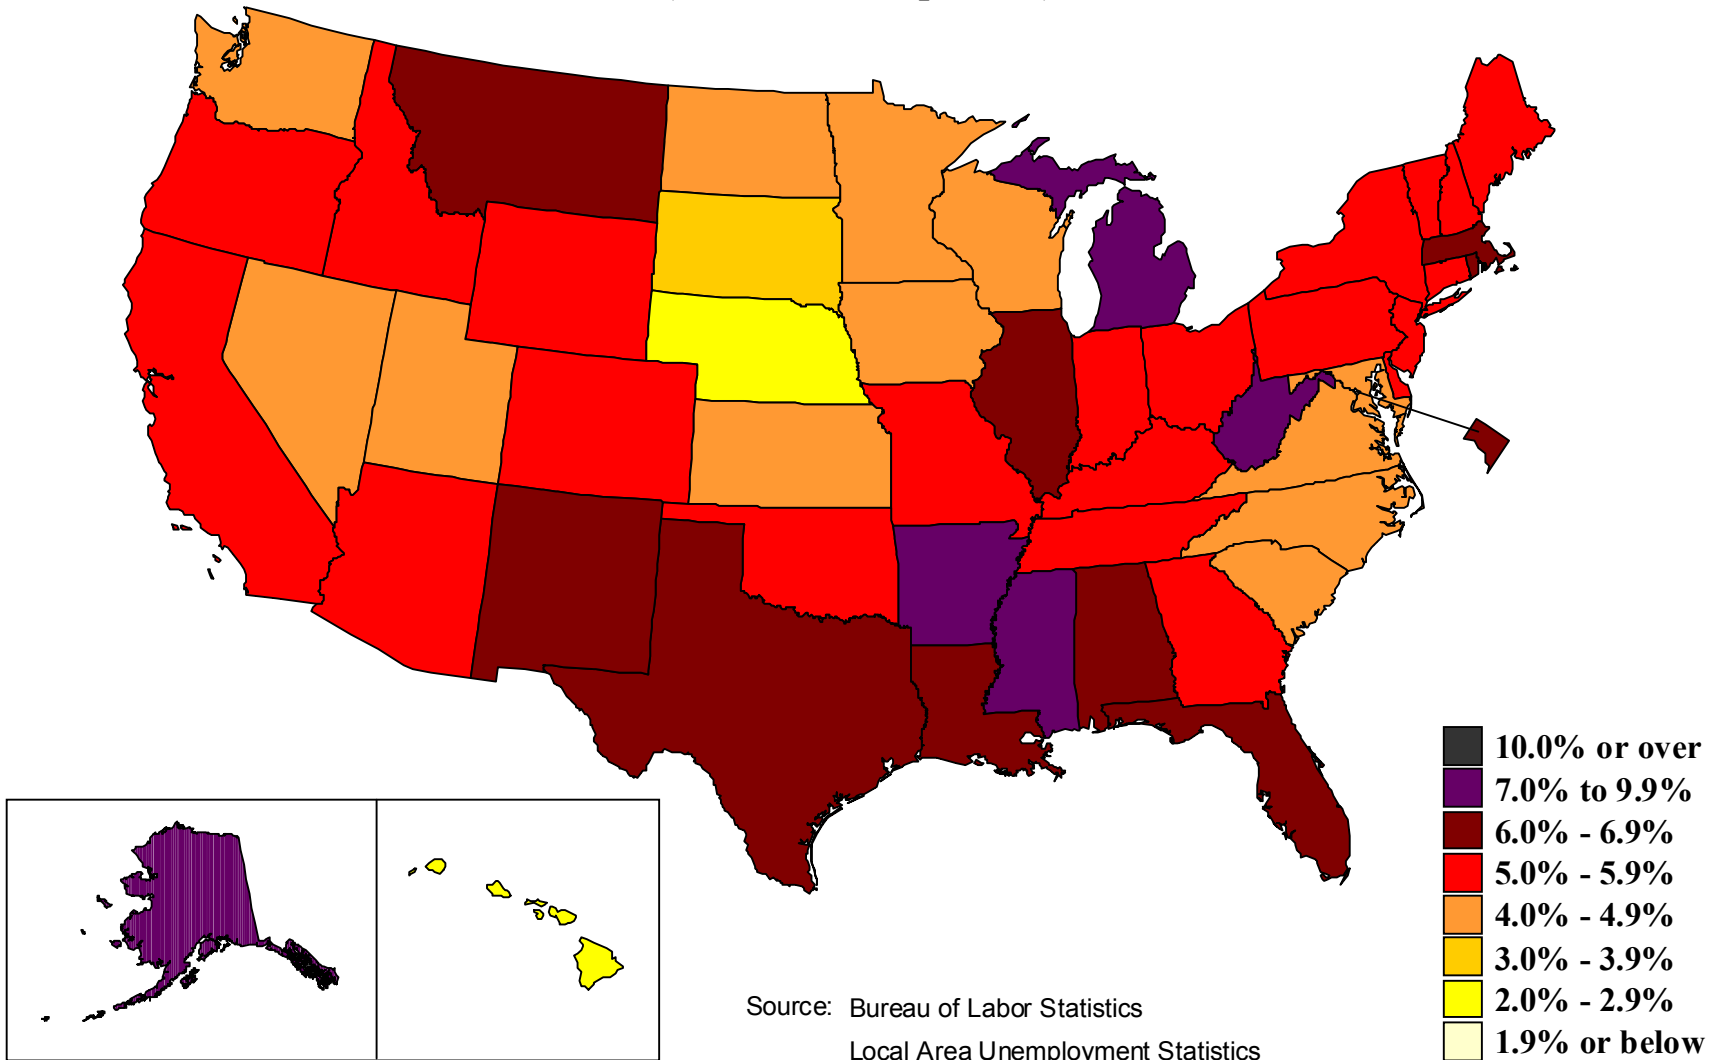 10.0% or over
7.0% to 9.9%
6.0% - 6.9%
5.0% - 5.9%
4.0% - 4.9%
3.0% - 3.9%
2.0% - 2.9%
1.9% or below
Source: Bureau of Labor Statistics
Local Area Unemployment Statistics